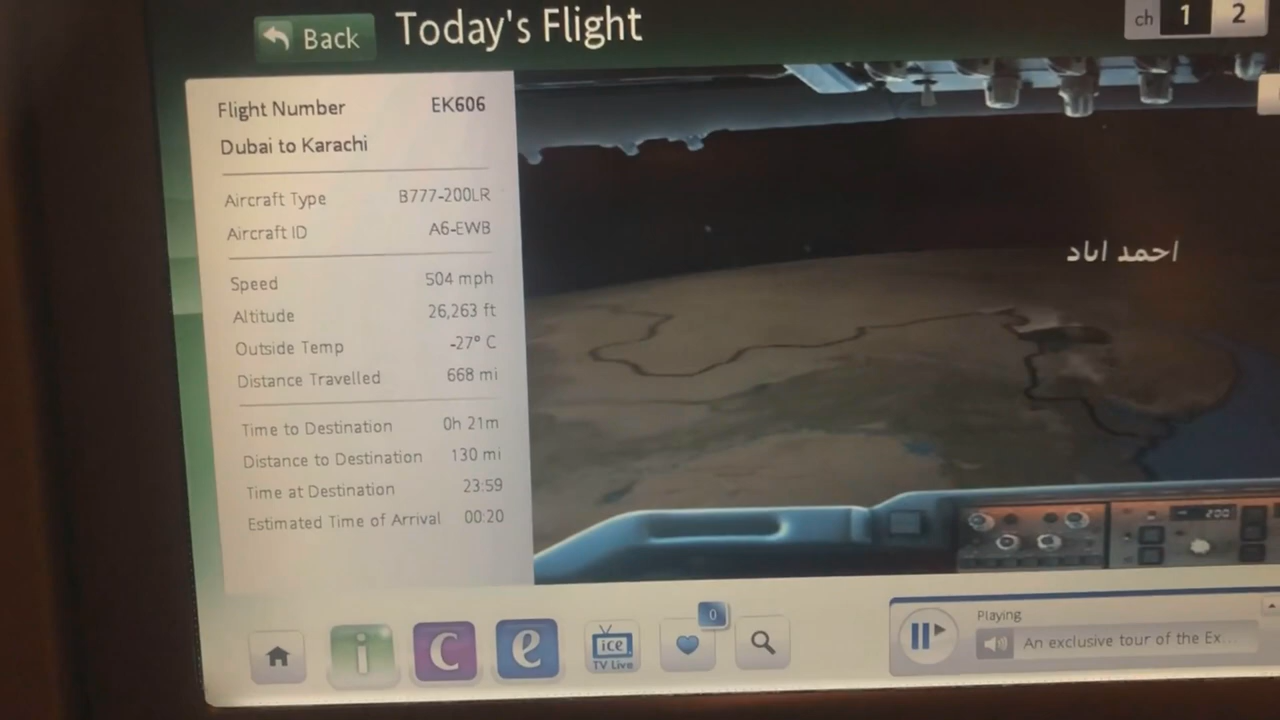 Back
Today's Flight
ch 1 2
Flight Number EK606
Dubai to Karachi
Aircraft Type B777-200LR
Aircraft ID A6-EWB
Speed 504 mph
Altitude 26,263 ft
Outside Temp -27° C
Distance Travelled 668 mi
Time to Destination 0h 21m
Distance to Destination 130 mi
Time at Destination 23:59
Estimated Time of Arrival 00:20
احمد اباد
200
i
C
e
ice
TV Live
0
Playing
An exclusive tour of the Ex...